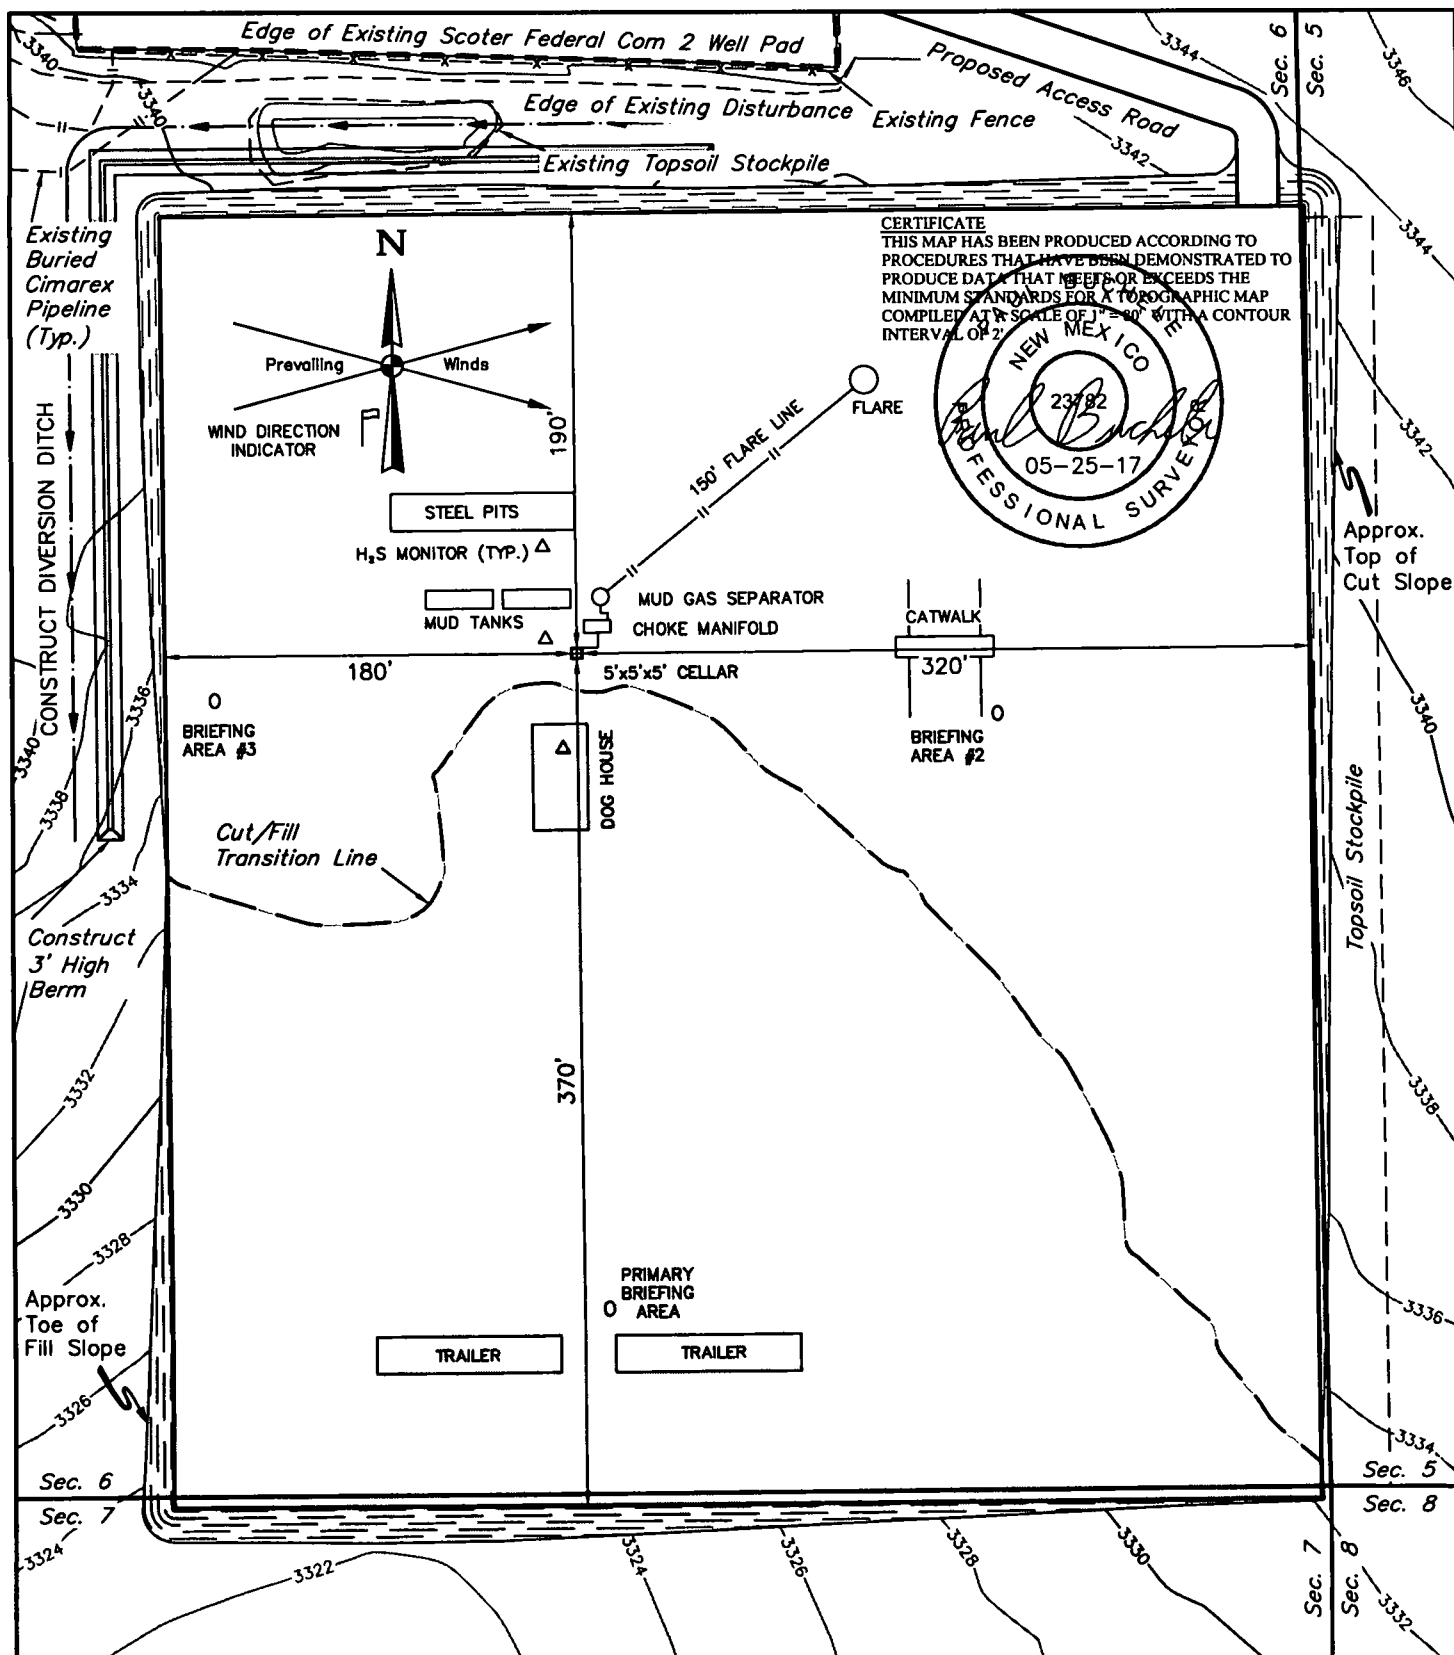 Edge of Existing Scoter Federal Com 2 Well Pad
Sec. 6
Sec. 5
3340
3344
3346
Proposed Access Road
3340
Edge of Existing Disturbance
Existing Fence
3342
Existing Topsoil Stockpile
Existing
Buried
Cimarex
Pipeline
(Typ.)
N
Prevailing
Winds
WIND DIRECTION
INDICATOR
190'
CERTIFICATE
THIS MAP HAS BEEN PRODUCED ACCORDING TO
PROCEDURES THAT HAVE BEEN DEMONSTRATED TO
PRODUCE DATA THAT MEETS OR EXCEEDS THE
MINIMUM STANDARDS FOR A TOPOGRAPHIC MAP
COMPILED AT A SCALE OF 1" = 80' WITH A CONTOUR
INTERVAL OF 2'
NEW MEXICO
23782
05-25-17
PROFESSIONAL SURVEYOR
3344
3342
FLARE
150' FLARE LINE
STEEL PITS
H₂S MONITOR (TYP.)
Approx.
Top of
Cut Slope
CONSTRUCT DIVERSION DITCH
MUD TANKS
MUD GAS SEPARATOR
CHOKE MANIFOLD
CATWALK
180'
5'x5'x5' CELLAR
320'
3336
3340
3338
3340
O
BRIEFING
AREA #3
O
BRIEFING
AREA #2
DOG HOUSE
Cut/Fill
Transition Line
Topsoil Stockpile
3334
Construct
3' High
Berm
3332
370'
3338
3330
3328
Approx.
Toe of
Fill Slope
PRIMARY
BRIEFING
O AREA
3336
TRAILER
TRAILER
3326
3334
Sec. 6
Sec. 7
Sec. 5
Sec. 8
3324
3322
3324
3326
3328
3330
Sec. 7
Sec. 8
3332